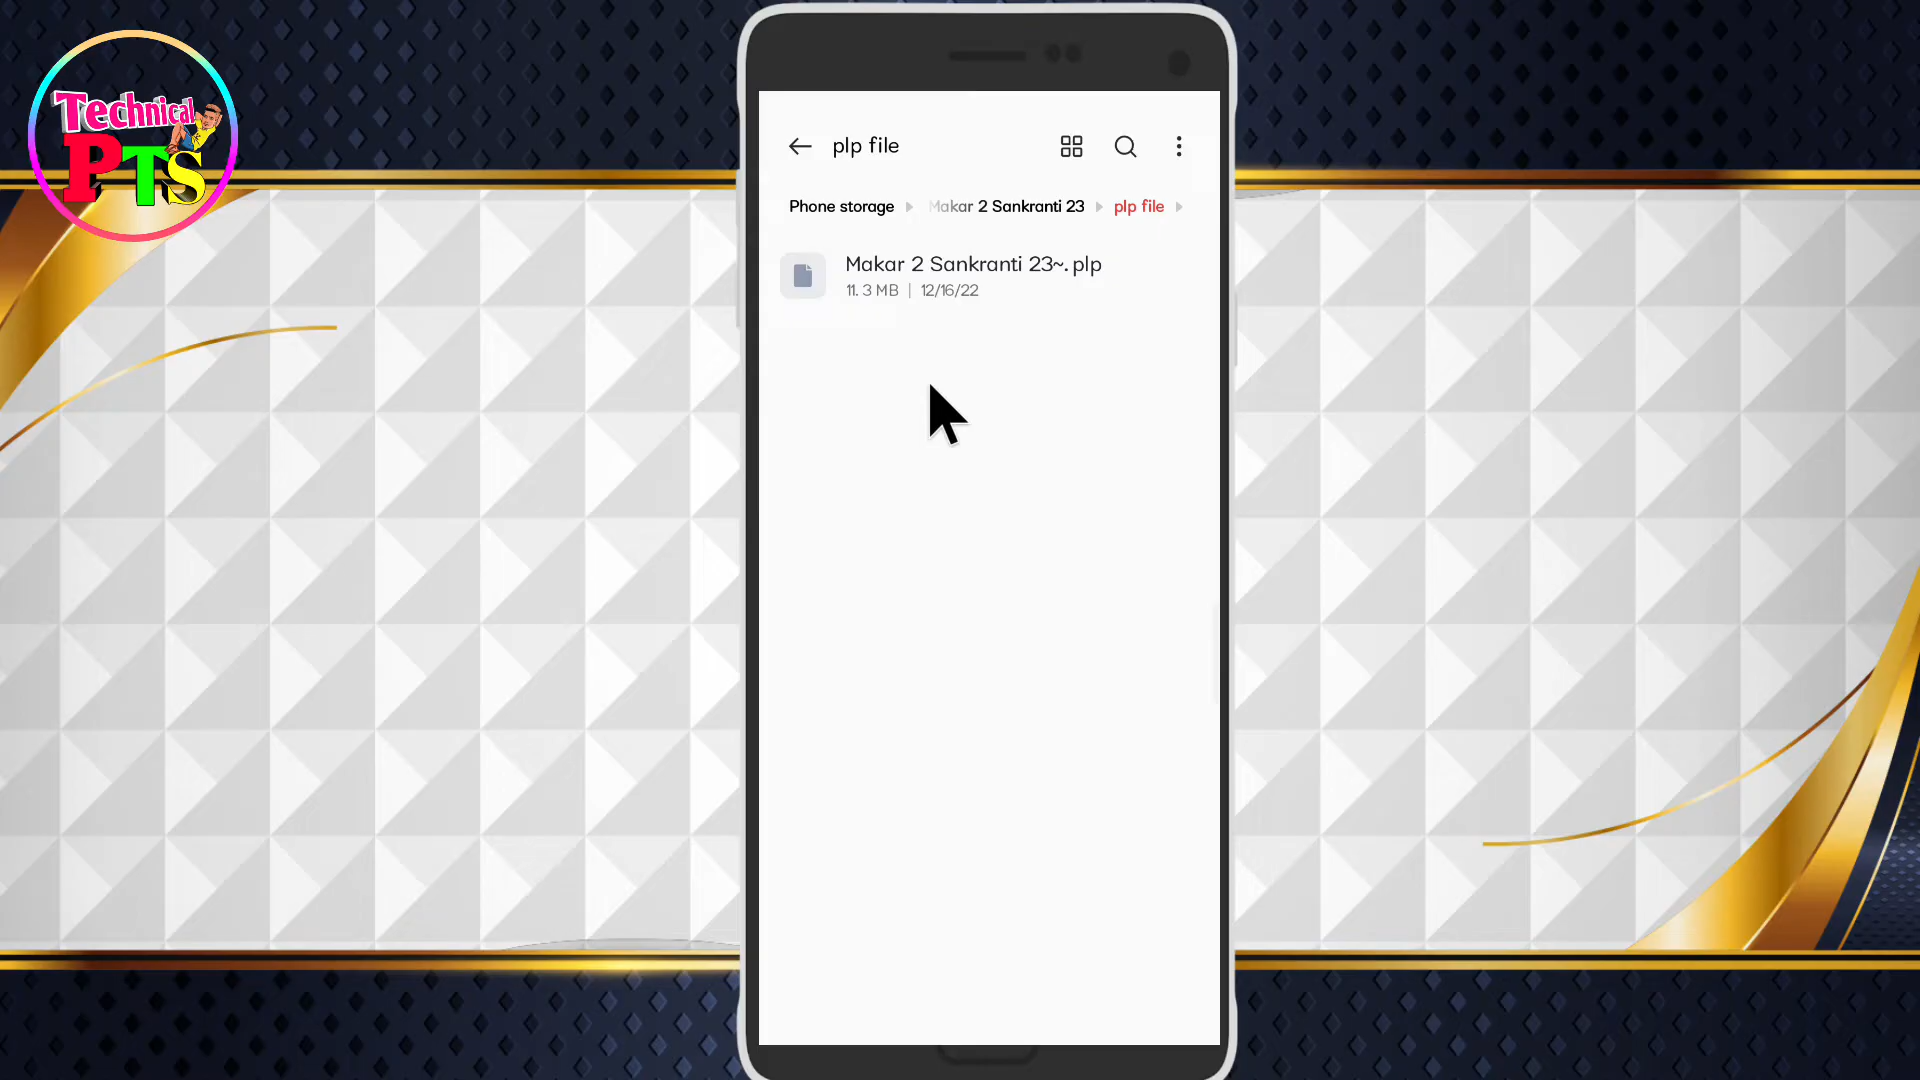 Technical
PTS
plp file
Phone storage
Makar 2 Sankranti 23
plp file
Makar 2 Sankranti 23~.plp
11.3 MB | 12/16/22